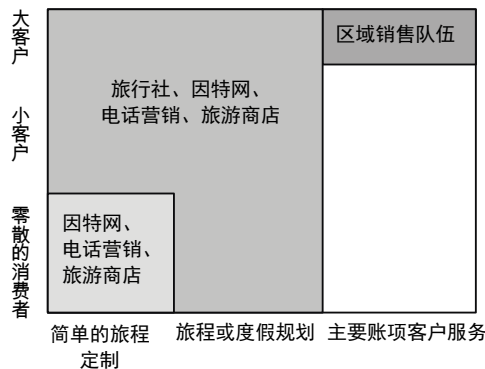 大客户
小客户
零散的消费者
区域销售队伍
旅行社、因特网、
电话营销、旅游商店
因特网、
电话营销、
旅游商店
简单的旅程
定制
旅程或度假规划
主要账项客户服务